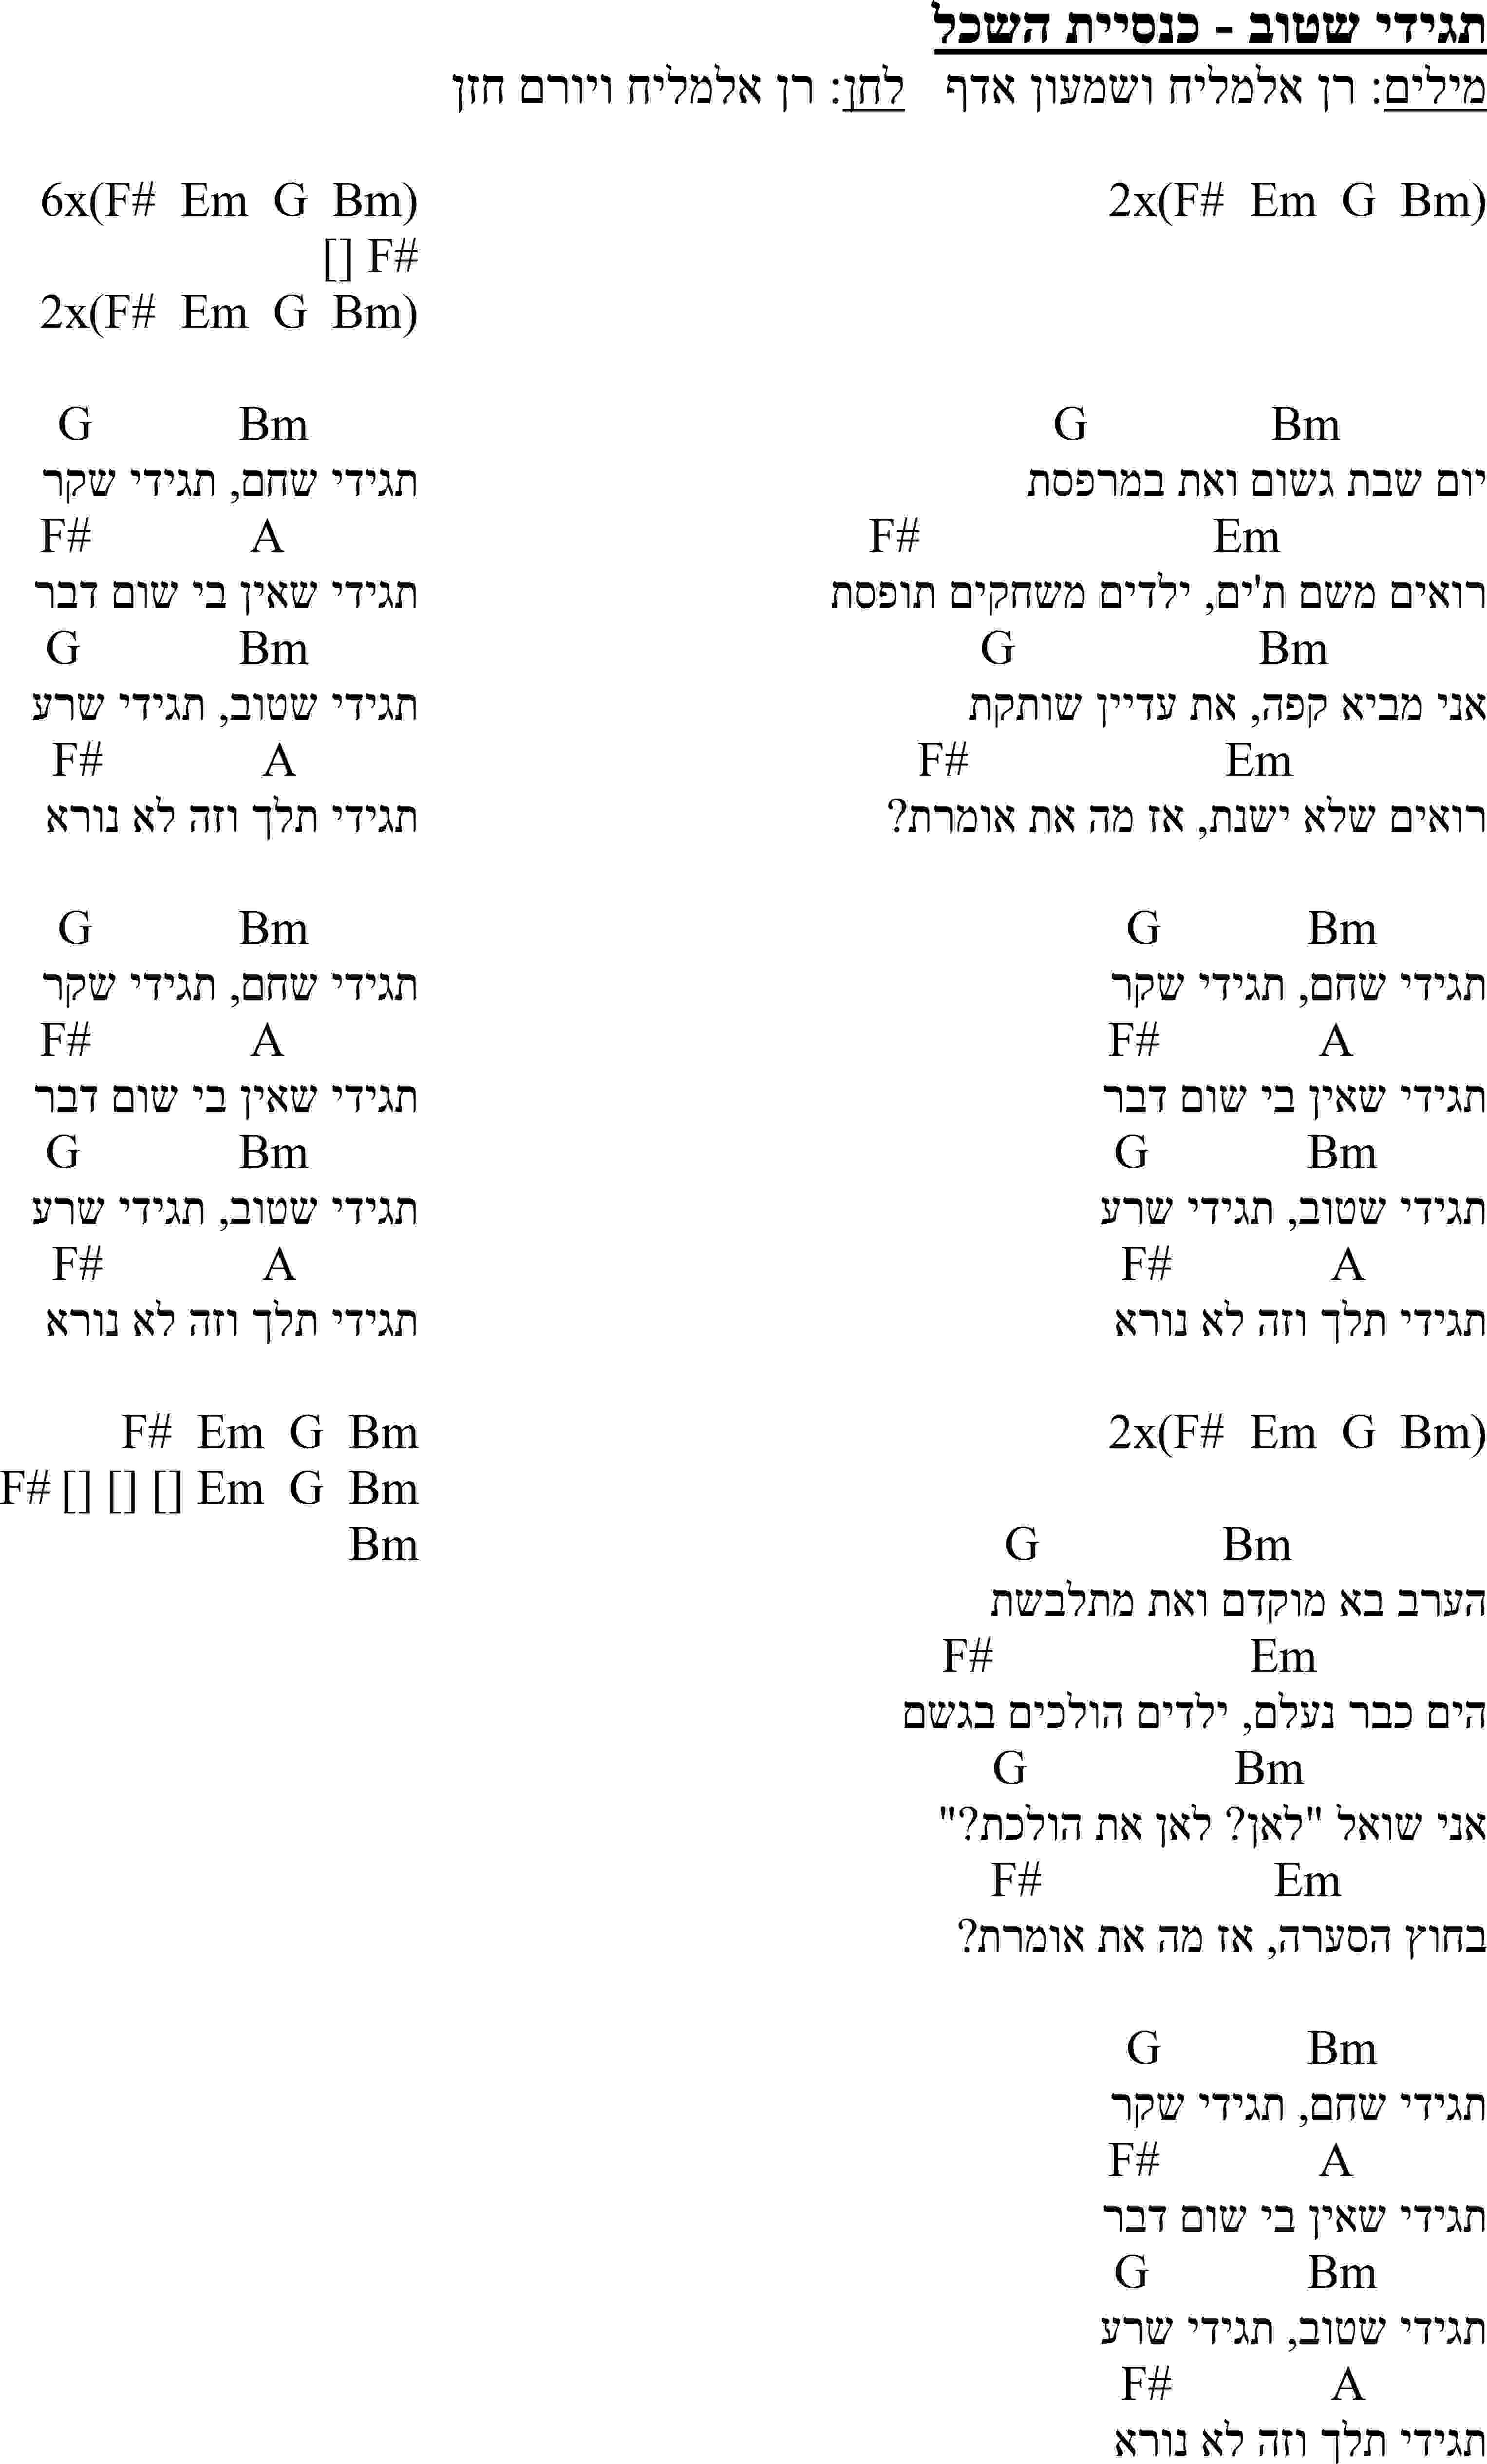 תגידי שטוב - כנסיית השכל
מילים: רן אלמליח ושמעון אדף   לחן: רן אלמליח ויורם חזן
2x(F#  Em  G  Bm)
G   Bm
יום שבת גשום ואת במרפסת
F#   Em
רואים משם ת'ים, ילדים משחקים תופסת
G   Bm
אני מביא קפה, את עדיין שותקת
F#   Em
רואים שלא ישנת, אז מה את אומרת?
G   Bm
תגידי שחם, תגידי שקר
F#   A
תגידי שאין בי שום דבר
G   Bm
תגידי שטוב, תגידי שרע
F#   A
תגידי תלך וזה לא נורא
2x(F#  Em  G  Bm)
G   Bm
הערב בא מוקדם ואת מתלבשת
F#   Em
הים כבר נעלם, ילדים הולכים בגשם
G   Bm
אני שואל "לאן? לאן את הולכת?"
F#   Em
בחוץ הסערה, אז מה את אומרת?
G   Bm
תגידי שחם, תגידי שקר
F#   A
תגידי שאין בי שום דבר
G   Bm
תגידי שטוב, תגידי שרע
F#   A
תגידי תלך וזה לא נורא
6x(F#  Em  G  Bm)
[] F#
2x(F#  Em  G  Bm)
G   Bm
תגידי שחם, תגידי שקר
F#   A
תגידי שאין בי שום דבר
G   Bm
תגידי שטוב, תגידי שרע
F#   A
תגידי תלך וזה לא נורא
G   Bm
תגידי שחם, תגידי שקר
F#   A
תגידי שאין בי שום דבר
G   Bm
תגידי שטוב, תגידי שרע
F#   A
תגידי תלך וזה לא נורא
F#  Em  G  Bm
F# [] [] [] Em  G  Bm
Bm